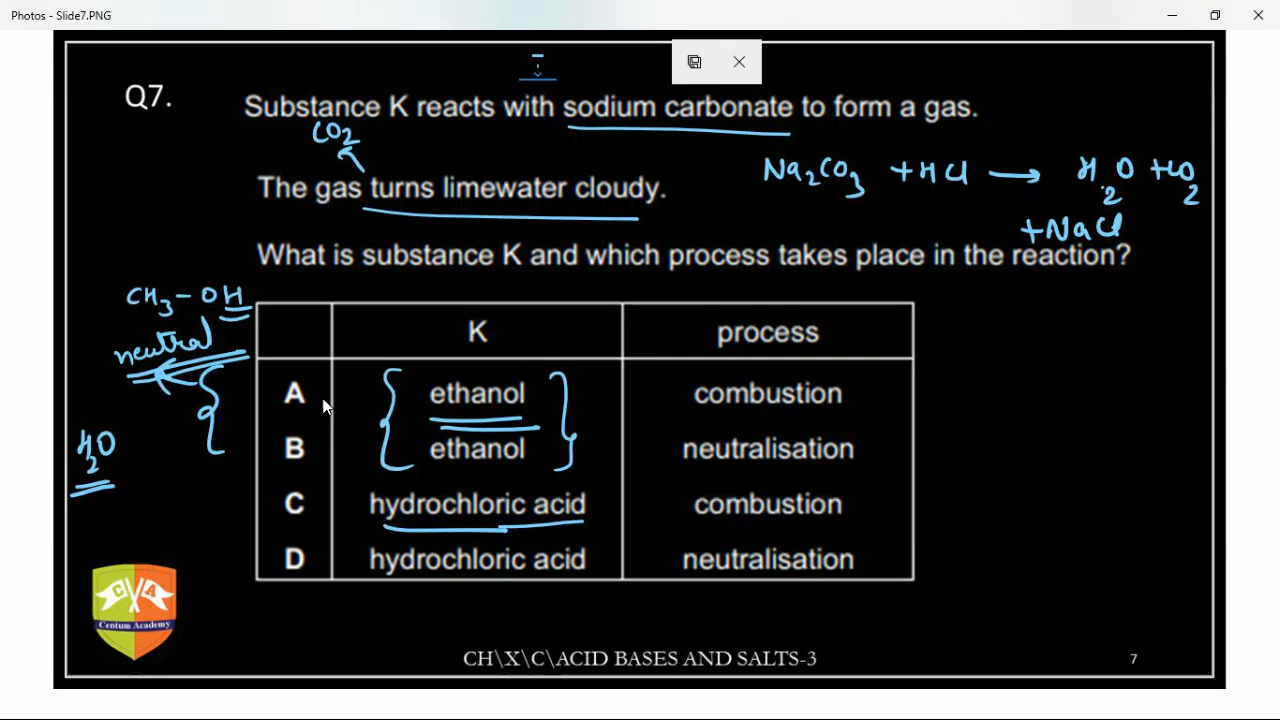 Photos - Slide7.PNG
Q7.
Substance K reacts with sodium carbonate to form a gas.
CO2
The gas turns limewater cloudy.
Na2CO3 + HCl → H2O + CO2
+ NaCl
What is substance K and which process takes place in the reaction?
CH3 - OH
neutral
H2O
K process
A ethanol combustion
B ethanol neutralisation
C hydrochloric acid combustion
D hydrochloric acid neutralisation
C A
Centum Academy
CH\X\C\ACID BASES AND SALTS-3
7